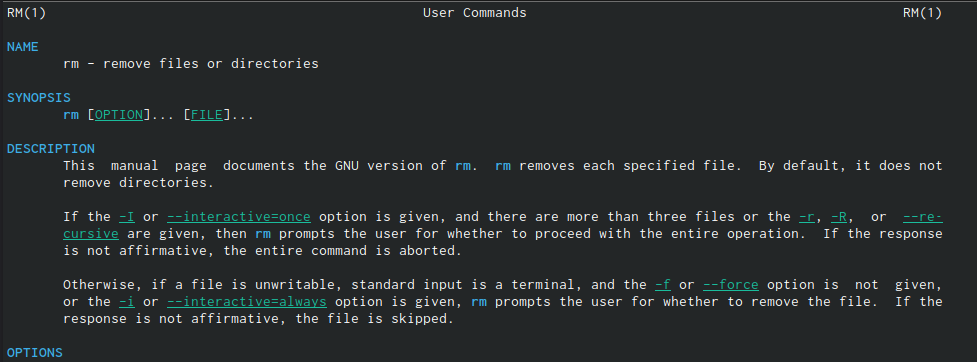 RM(1) User Commands RM(1)
NAME
rm - remove files or directories
SYNOPSIS
rm [OPTION]... [FILE]...
DESCRIPTION
This manual page documents the GNU version of rm. rm removes each specified file. By default, it does not
remove directories.
If the -I or --interactive=once option is given, and there are more than three files or the -r, -R, or --re-
cursive are given, then rm prompts the user for whether to proceed with the entire operation. If the response
is not affirmative, the entire command is aborted.
Otherwise, if a file is unwritable, standard input is a terminal, and the -f or --force option is not given,
or the -i or --interactive=always option is given, rm prompts the user for whether to remove the file. If the
response is not affirmative, the file is skipped.
OPTIONS